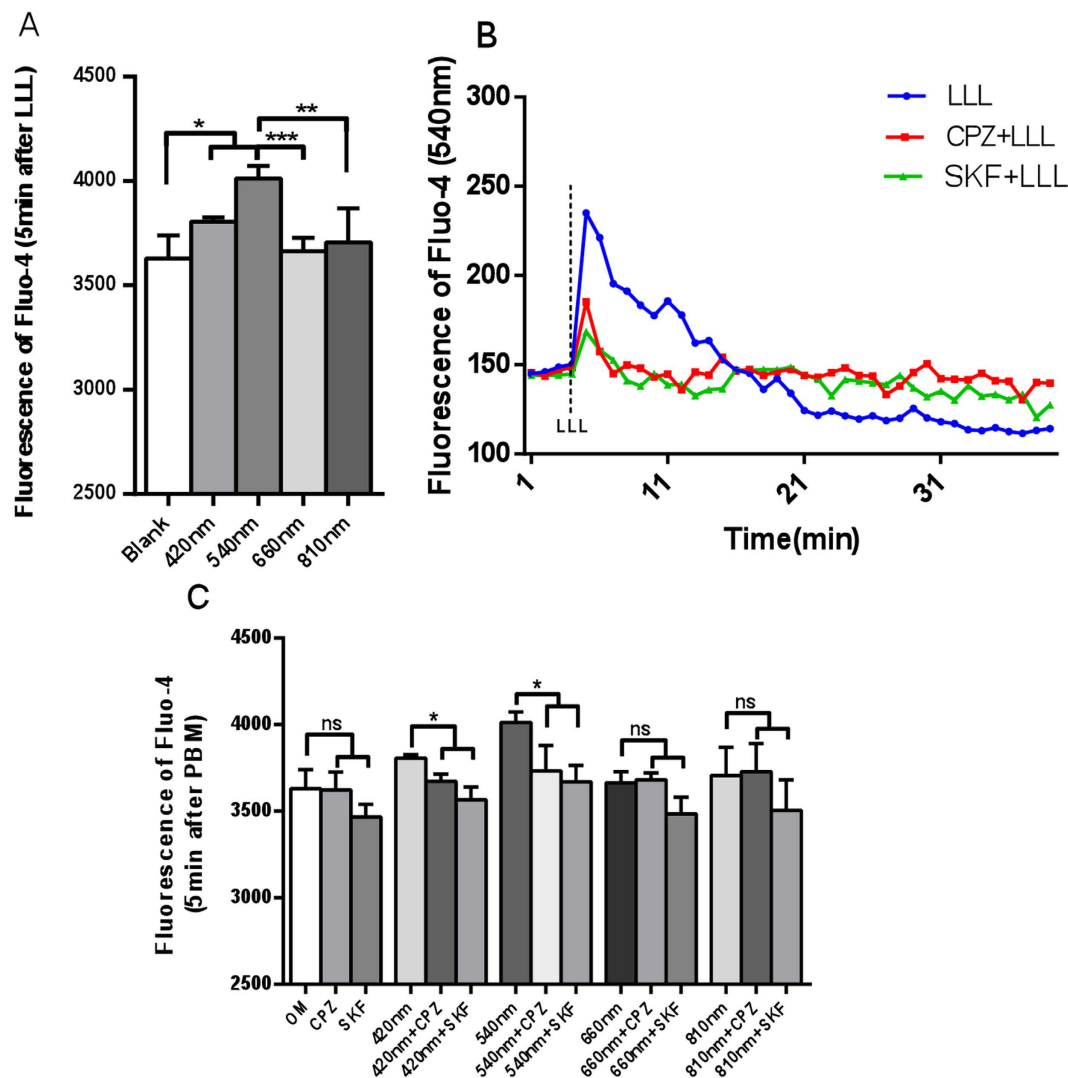 A
Fluorescence of Fluo-4 (5min after LLL)
4500
4000
3500
3000
2500
*
**
***
Blank
420nm
540nm
660nm
810nm
B
Fluorescence of Fluo-4 (540nm)
300
250
200
150
100
LLL
CPZ+LLL
SKF+LLL
LLL
1
11
21
31
Time(min)
C
Fluorescence of Fluo-4
(5min after PBM)
4500
4000
3500
3000
2500
ns
*
*
ns
ns
OM
CPZ
SKF
420nm
420nm+CPZ
420nm+SKF
540nm
540nm+CPZ
540nm+SKF
660nm
660nm+CPZ
660nm+SKF
810nm
810nm+CPZ
810nm+SKF